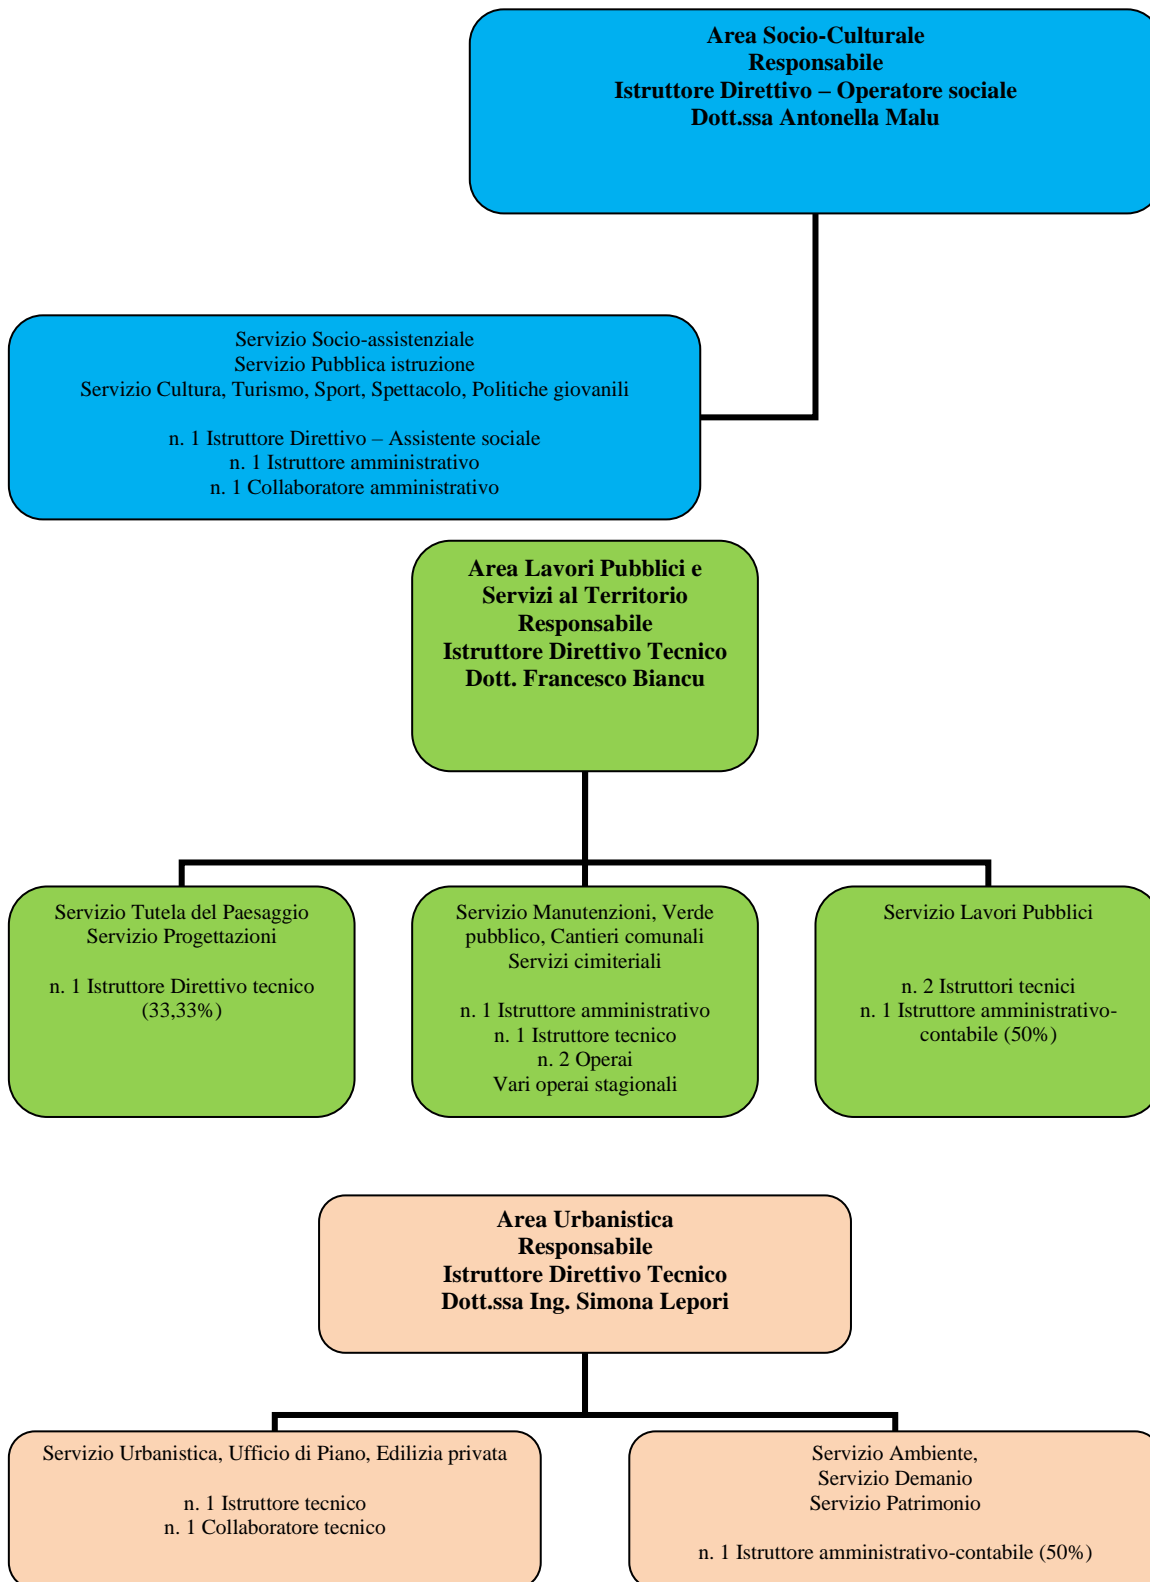 Area Socio-Culturale
Responsabile
Istruttore Direttivo – Operatore sociale
Dott.ssa Antonella Malu
Servizio Socio-assistenziale
Servizio Pubblica istruzione
Servizio Cultura, Turismo, Sport, Spettacolo, Politiche giovanili
n. 1 Istruttore Direttivo – Assistente sociale
n. 1 Istruttore amministrativo
n. 1 Collaboratore amministrativo
Area Lavori Pubblici e
Servizi al Territorio
Responsabile
Istruttore Direttivo Tecnico
Dott. Francesco Biancu
Servizio Tutela del Paesaggio
Servizio Progettazioni
n. 1 Istruttore Direttivo tecnico
(33,33%)
Servizio Manutenzioni, Verde
pubblico, Cantieri comunali
Servizi cimiteriali
n. 1 Istruttore amministrativo
n. 1 Istruttore tecnico
n. 2 Operai
Vari operai stagionali
Servizio Lavori Pubblici
n. 2 Istruttori tecnici
n. 1 Istruttore amministrativo-
contabile (50%)
Area Urbanistica
Responsabile
Istruttore Direttivo Tecnico
Dott.ssa Ing. Simona Lepori
Servizio Urbanistica, Ufficio di Piano, Edilizia privata
n. 1 Istruttore tecnico
n. 1 Collaboratore tecnico
Servizio Ambiente,
Servizio Demanio
Servizio Patrimonio
n. 1 Istruttore amministrativo-contabile (50%)